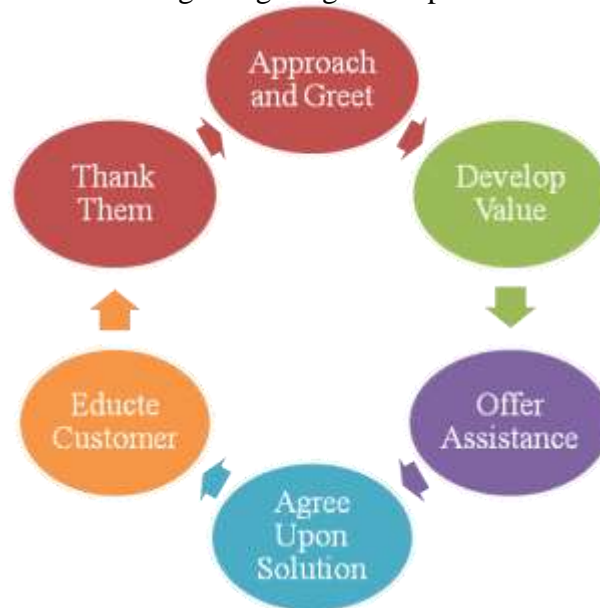 Approach
and Greet
Develop
Value
Offer
Assistance
Agree
Upon
Solution
Educte
Customer
Thank
Them